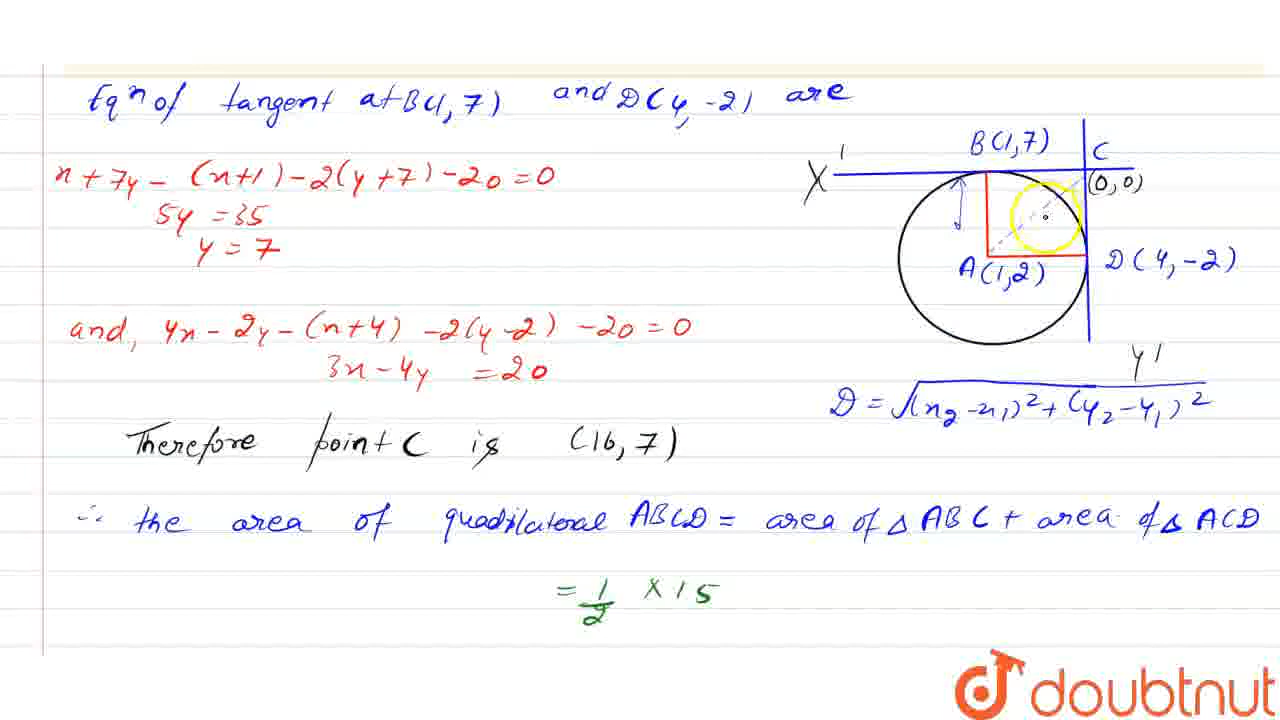 Eqⁿ of tangent at B(1, 7) and D(4, -2) are
x + 7y - (x+1) - 2(y+7) - 20 = 0
5y = 35
y = 7
and, 4x - 2y - (x+4) - 2(y-2) - 20 = 0
3x - 4y = 20
Therefore point C is (16, 7)
∴ the area of quadrilateral ABCD = area of △ ABC + area of △ ACD
= 1/2 × 15
B(1, 7)
C
X'
(0, 0)
A(1, 2)
D(4, -2)
Y'
D = √(x₂-x₁)² + (y₂-y₁)²
doubtnut